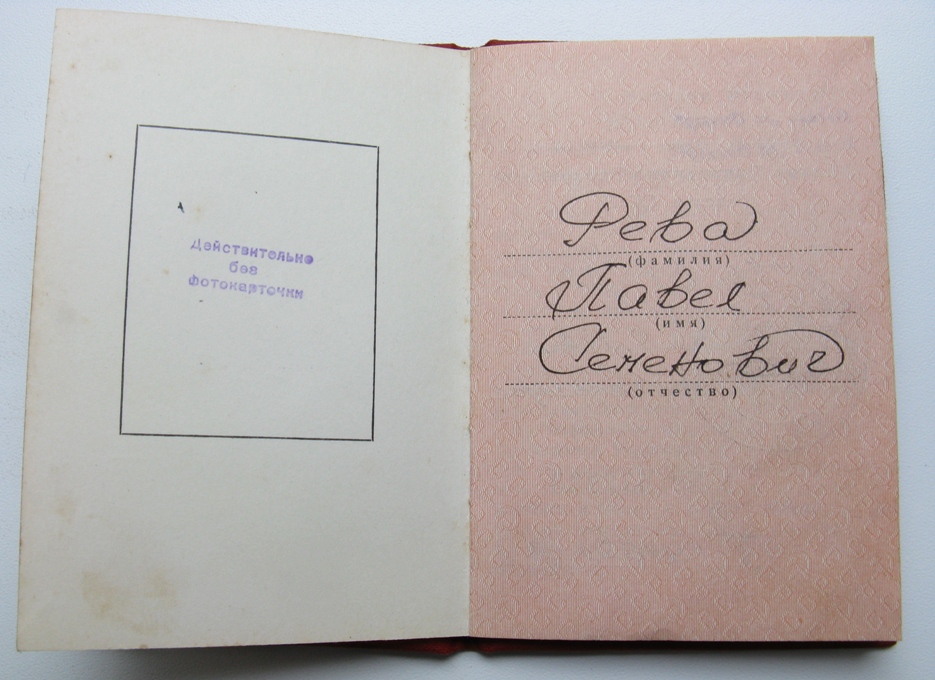 Действительно
без
фотокарточки
Рева
(фамилия)
Павел
(имя)
Семенович
(отчество)